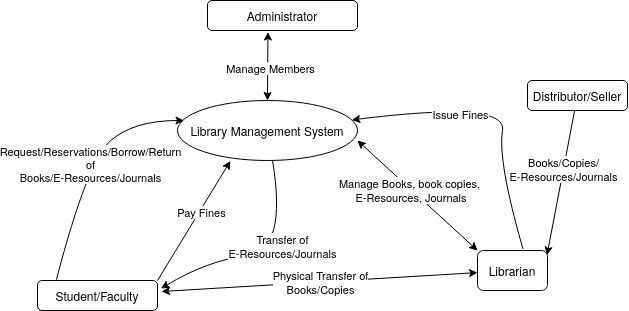 Administrator
Manage Members
Distributor/Seller
Issue Fines
Library Management System
Request/Reservations/Borrow/Return
of
Books/E-Resources/Journals
Books/Copies/
E-Resources/Journals
Manage Books, book copies,
E-Resources, Journals
Pay Fines
Transfer of
E-Resources/Journals
Librarian
Physical Transfer of
Books/Copies
Student/Faculty